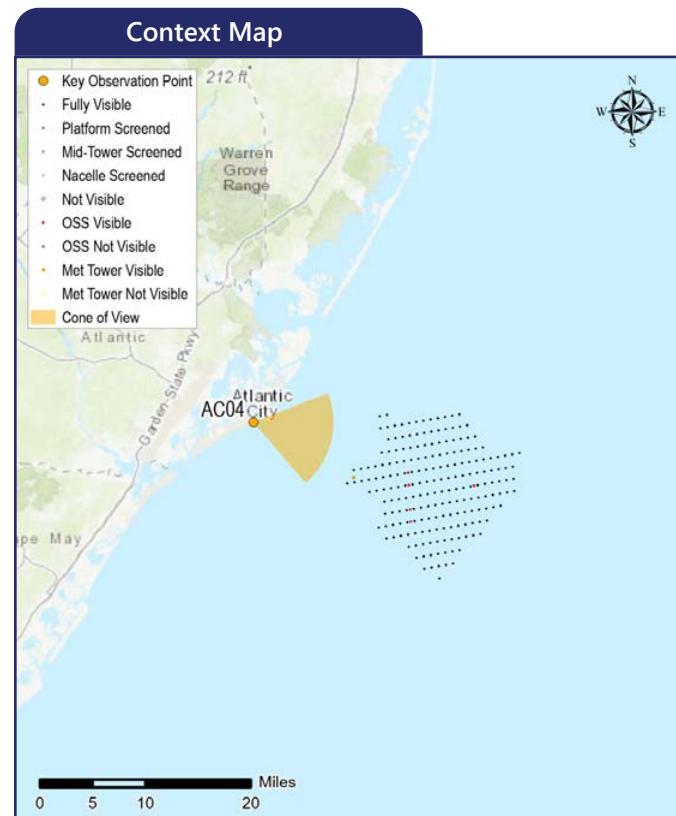 Context Map
Key Observation Point
Fully Visible
Platform Screened
Mid-Tower Screened
Nacelle Screened
Not Visible
OSS Visible
OSS Not Visible
Met Tower Visible
Met Tower Not Visible
Cone of View
212 ft
N
W E
S
Warren
Grove
Range
Garden-State-Pkwy
Atlantic
Atlantic
City
AC04
ape May
Miles
0 5 10 20